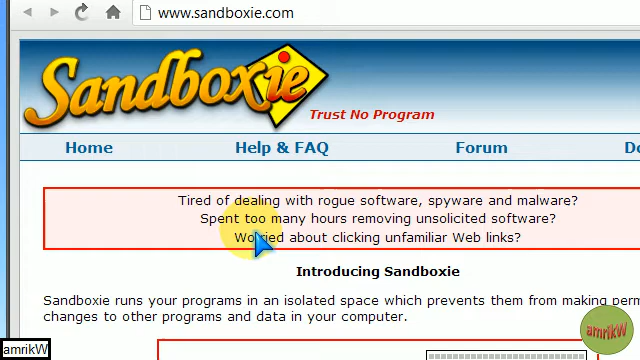 www.sandboxie.com
Sandboxie
Trust No Program
Home Help & FAQ Forum Do
Tired of dealing with rogue software, spyware and malware?
Spent too many hours removing unsolicited software?
Worried about clicking unfamiliar Web links?
Introducing Sandboxie
Sandboxie runs your programs in an isolated space which prevents them from making perm
changes to other programs and data in your computer.
amrikW
amrikW